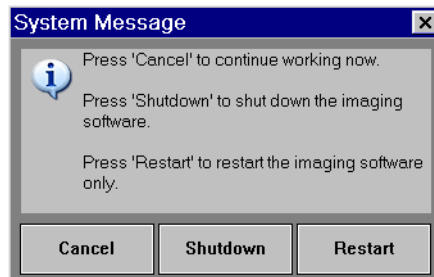 System Message
Press 'Cancel' to continue working now.
Press 'Shutdown' to shut down the imaging
software.
Press 'Restart' to restart the imaging software
only.
Cancel Shutdown Restart